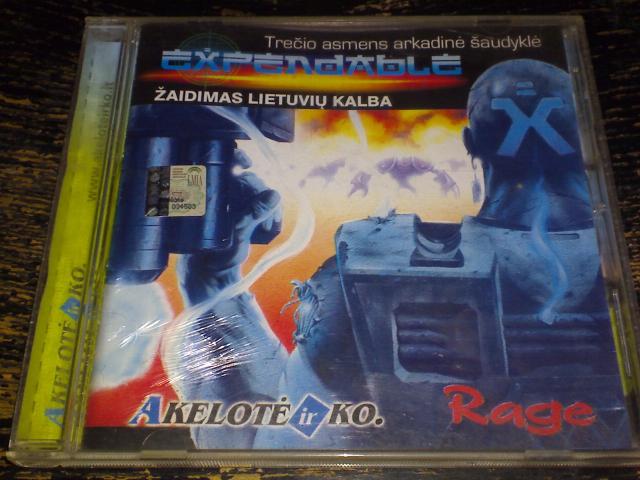 Trečio asmens arkadinė šaudyklė
EXPENDABLE
ŽAIDIMAS LIETUVIŲ KALBA
X
AKELOTĖ ir KO.
Rage
AKELOTĖ ir KO.